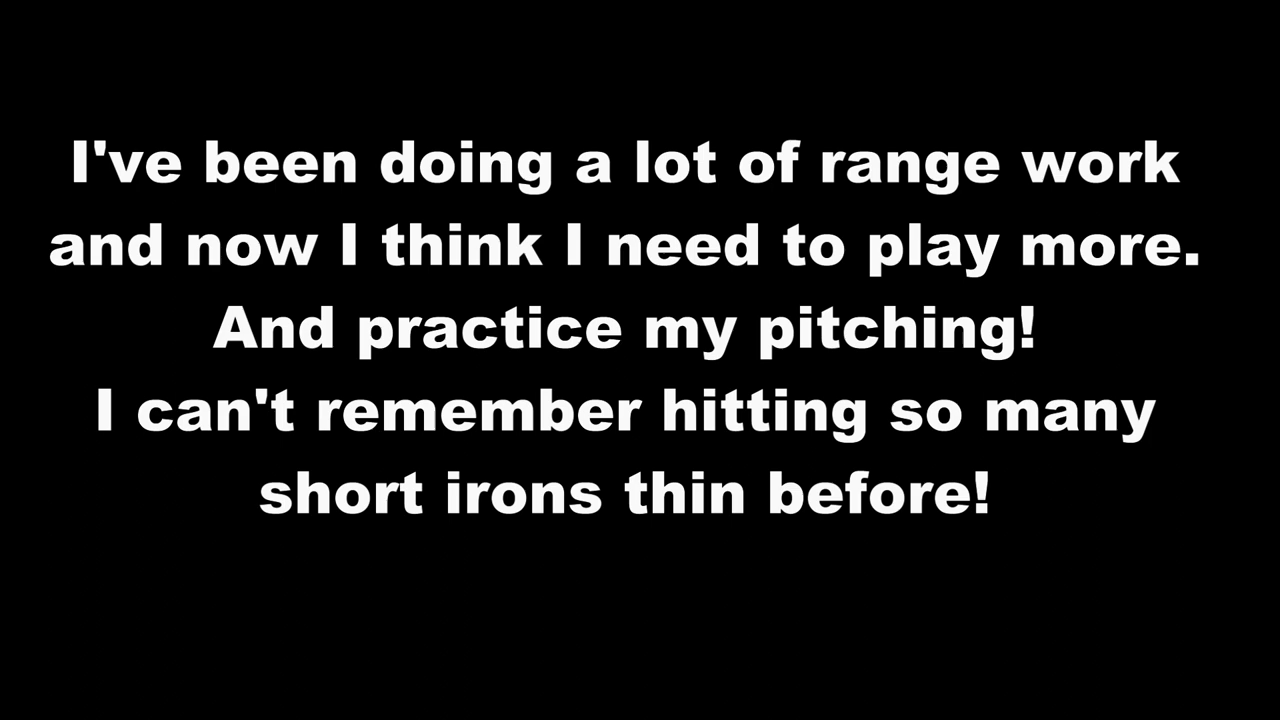 I've been doing a lot of range work
and now I think I need to play more.
And practice my pitching!
I can't remember hitting so many
short irons thin before!